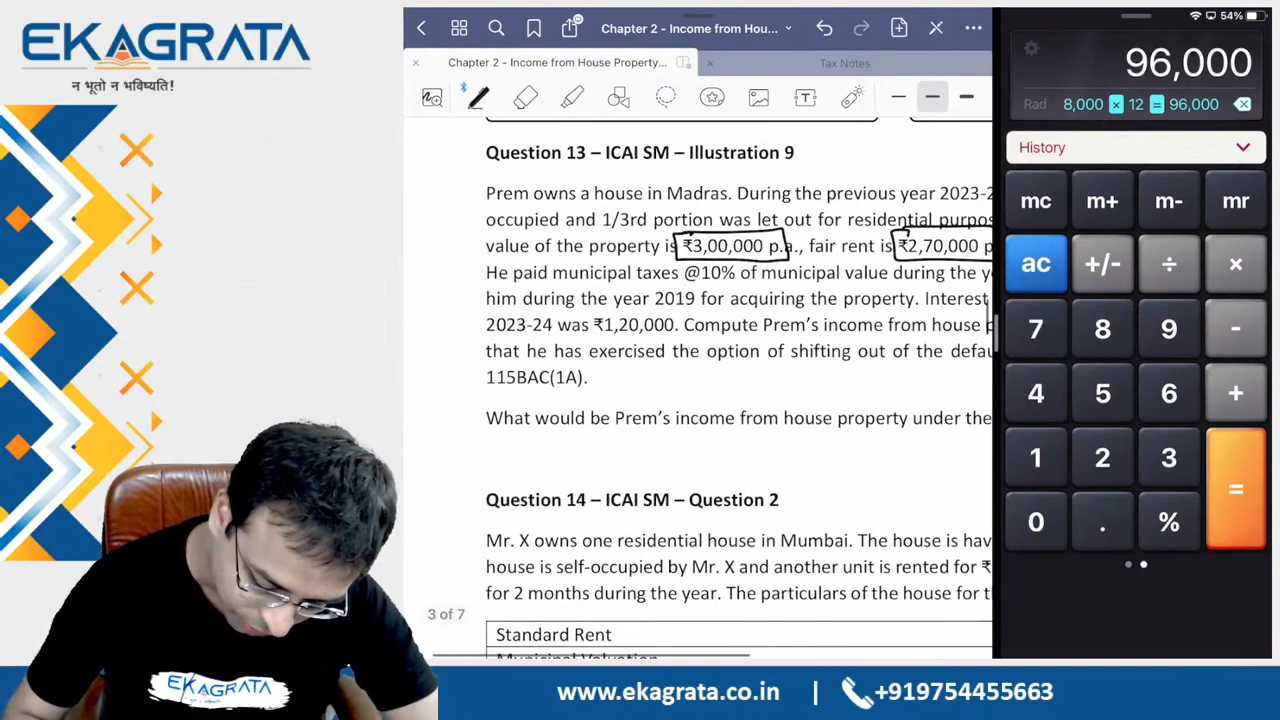 EKAGRATA
न भूतो न भविष्यति!
Chapter 2 - Income from Hou...
Chapter 2 - Income from House Property...
Tax Notes
Question 13 – ICAI SM – Illustration 9
Prem owns a house in Madras. During the previous year 2023-2
occupied and 1/3rd portion was let out for residential purpos
value of the property is ₹3,00,000 p.a., fair rent is ₹2,70,000 p
He paid municipal taxes @10% of municipal value during the ye
him during the year 2019 for acquiring the property. Interest
2023-24 was ₹1,20,000. Compute Prem's income from house p
that he has exercised the option of shifting out of the defau
115BAC(1A).
What would be Prem's income from house property under the
Question 14 – ICAI SM – Question 2
Mr. X owns one residential house in Mumbai. The house is hav
house is self-occupied by Mr. X and another unit is rented for ₹
for 2 months during the year. The particulars of the house for t
3 of 7
Standard Rent
Municipal Valuation
54%
96,000
Rad 8,000 × 12 = 96,000
History
mc m+ m- mr
ac +/- ÷ ×
7 8 9 -
4 5 6 +
1 2 3 =
0 . %
EKAGRATA
www.ekagrata.co.in | +919754455663